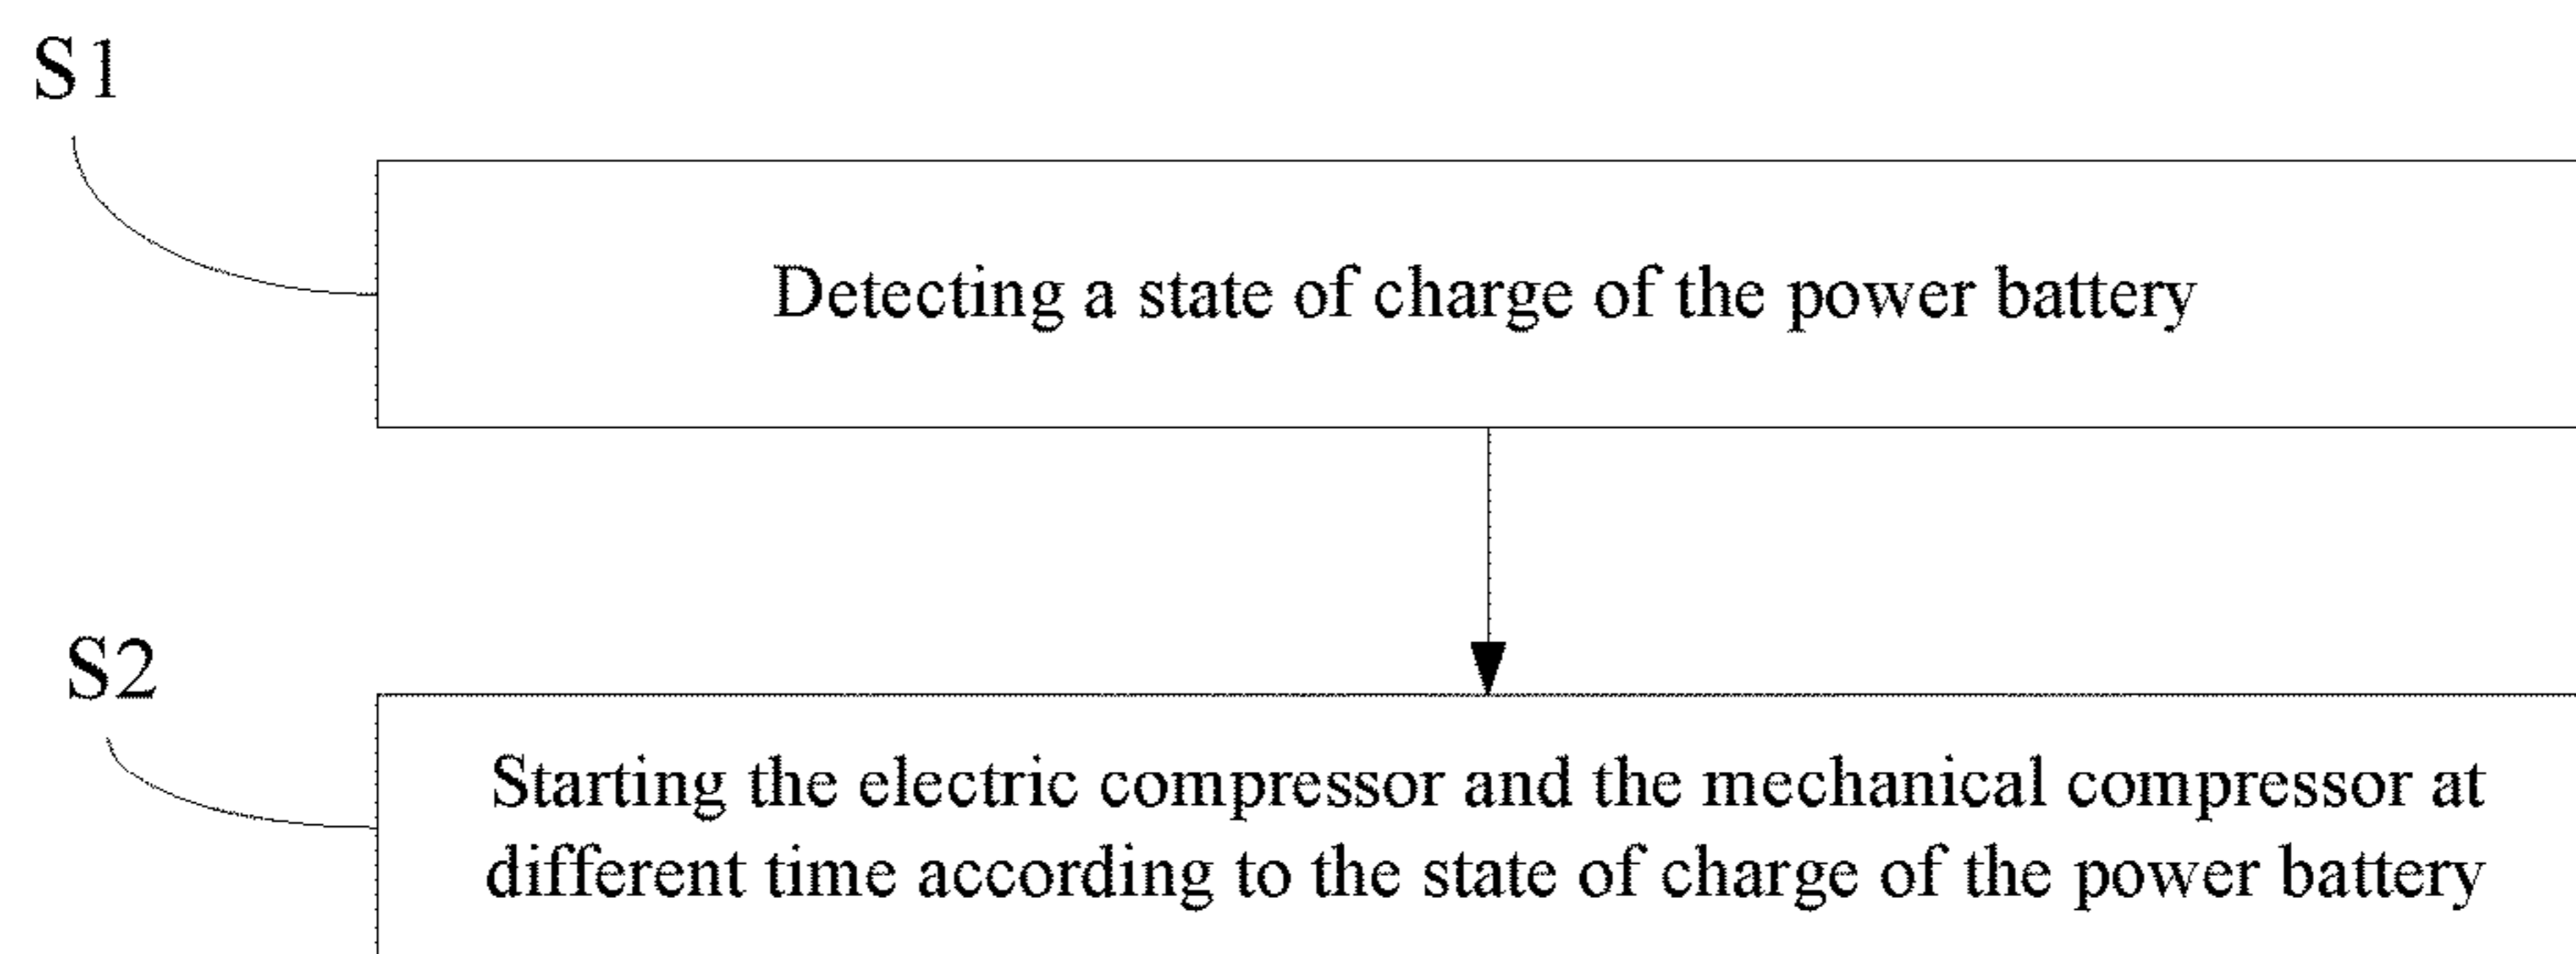 S1
Detecting a state of charge of the power battery
S2
Starting the electric compressor and the mechanical compressor at
different time according to the state of charge of the power battery